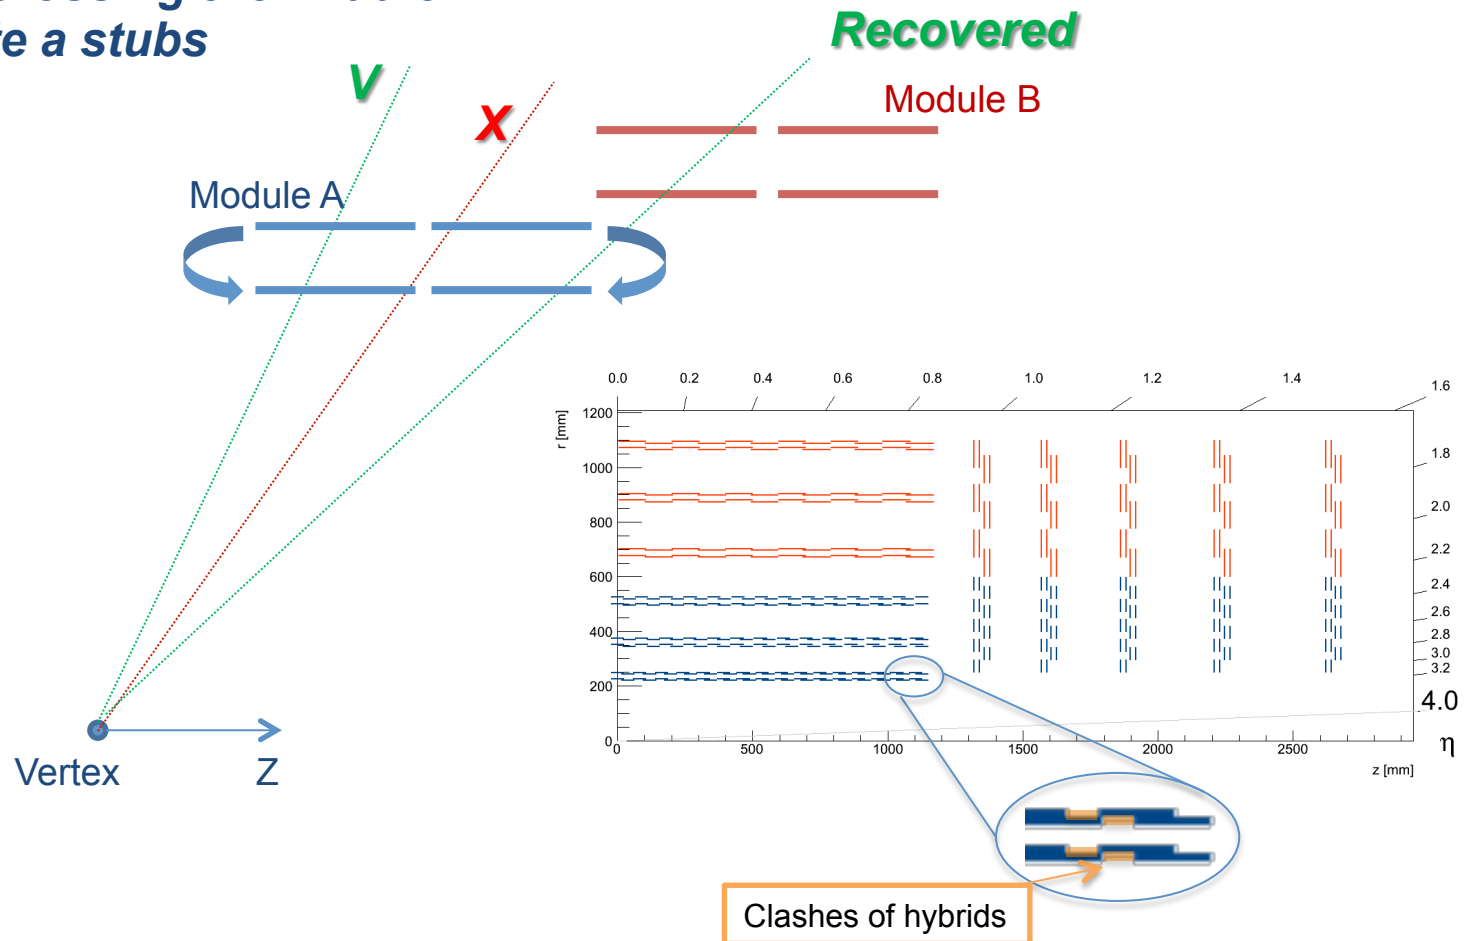 te a stubs
Recovered
V
X
Module B
Module A
Vertex
Z
0.0 0.2 0.4 0.6 0.8 1.0 1.2 1.4 1.6
r [mm]
1200
1000
800
600
400
200
0
1.8
2.0
2.2
2.4
2.6
2.8
3.0
3.2
4.0
η
0 500 1000 1500 2000 2500
z [mm]
Clashes of hybrids